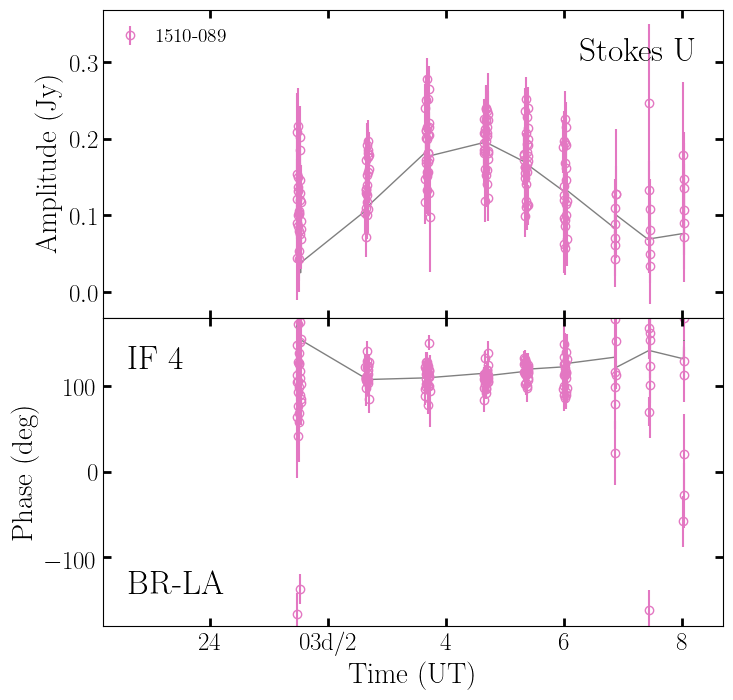 1510-089
Stokes U
0.3
0.2
0.1
0.0
Amplitude (Jy)
IF 4
100
0
−100
Phase (deg)
BR-LA
24
03d/2
4
6
8
Time (UT)